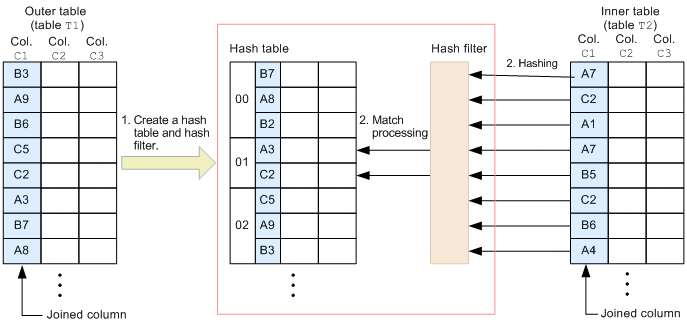 Outer table
(table T1)
Col. Col. Col.
C1 C2 C3
B3
A9
B6
C5
C2
A3
B7
A8
Joined column
1. Create a hash
table and hash
filter.
Hash table
00
B7
A8
B2
01
A3
C2
02
C5
A9
B3
2. Match
processing
Hash filter
2. Hashing
Inner table
(table T2)
Col. Col. Col.
C1 C2 C3
A7
C2
A1
A7
B5
C2
B6
A4
Joined column